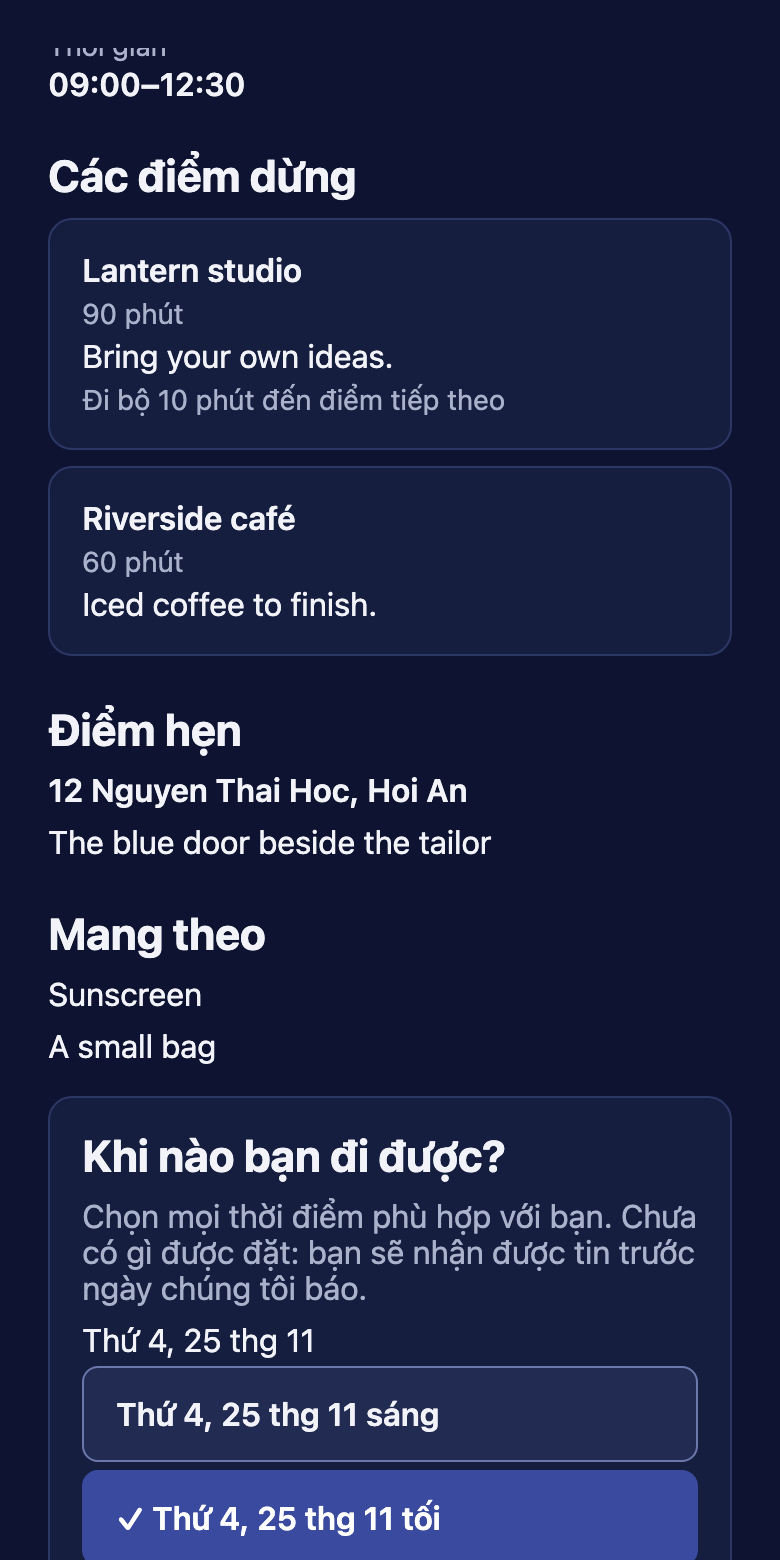 Thời gian
09:00–12:30
Các điểm dừng
Lantern studio
90 phút
Bring your own ideas.
Đi bộ 10 phút đến điểm tiếp theo
Riverside café
60 phút
Iced coffee to finish.
Điểm hẹn
12 Nguyen Thai Hoc, Hoi An
The blue door beside the tailor
Mang theo
Sunscreen
A small bag
Khi nào bạn đi được?
Chọn mọi thời điểm phù hợp với bạn. Chưa
có gì được đặt: bạn sẽ nhận được tin trước
ngày chúng tôi báo.
Thứ 4, 25 thg 11
Thứ 4, 25 thg 11 sáng
✓ Thứ 4, 25 thg 11 tối